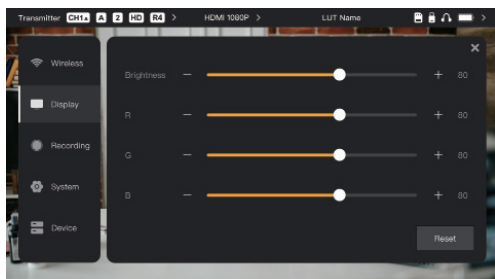 Transmitter CH1 A 2 HD R4 > HDMI 1080P > LUT Name >
Wireless
Display
Recording
System
Device
Brightness − + 80
R − + 80
G − + 80
B − + 80
Reset